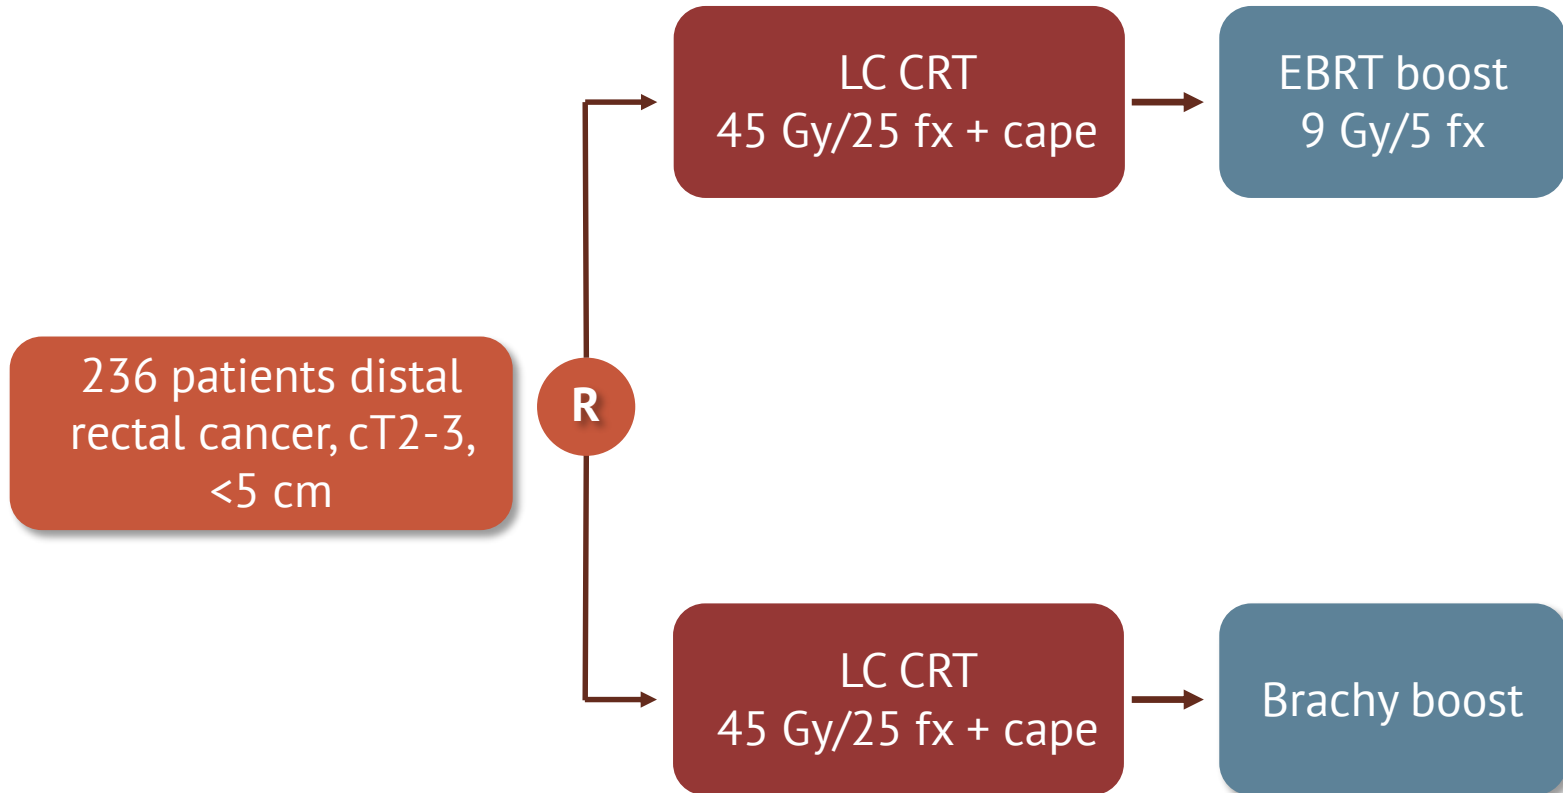 LC CRT
45 Gy/25 fx + cape
EBRT boost
9 Gy/5 fx
236 patients distal
rectal cancer, cT2-3,
<5 cm
R
LC CRT
45 Gy/25 fx + cape
Brachy boost